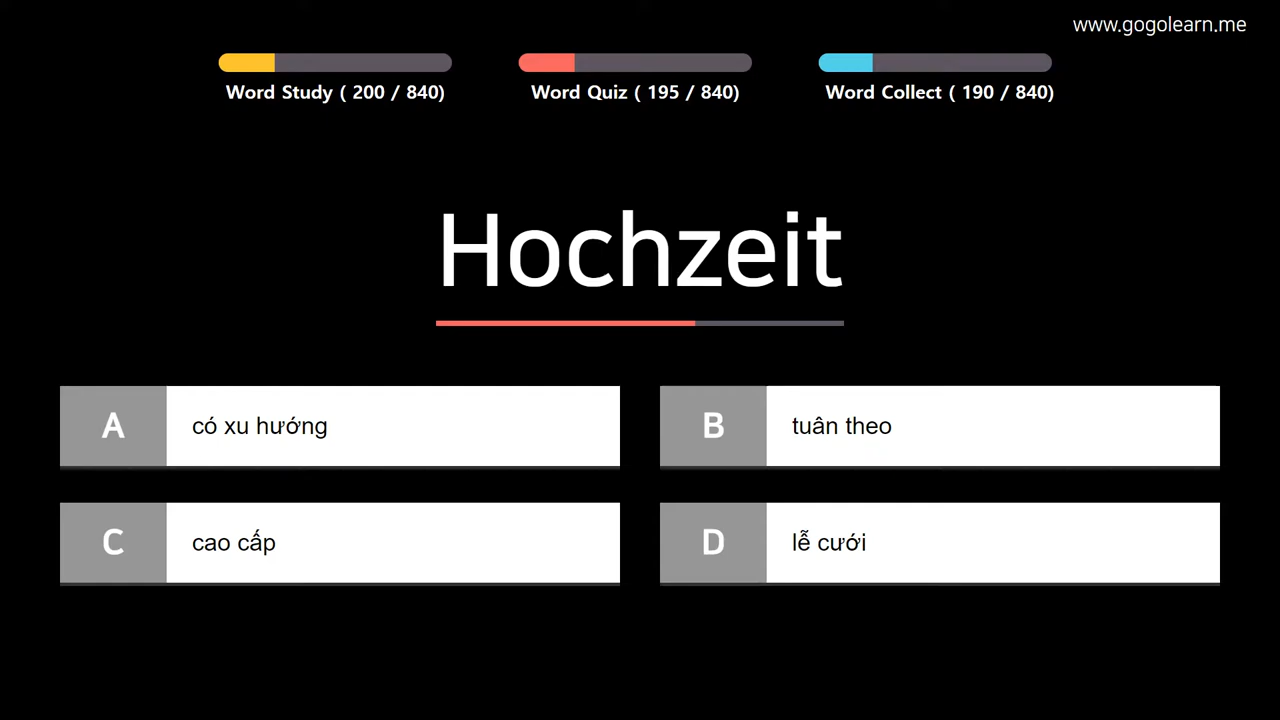 www.gogolearn.me
Word Study ( 200 / 840)
Word Quiz ( 195 / 840)
Word Collect ( 190 / 840)
Hochzeit
A có xu hướng
B tuân theo
C cao cấp
D lễ cưới